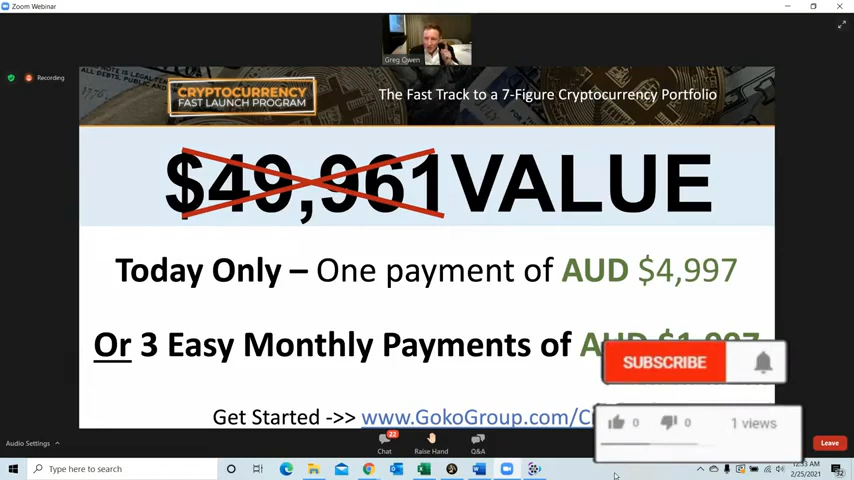 Zoom Webinar
Greg Owen
Recording
CRYPTOCURRENCY
FAST LAUNCH PROGRAM
The Fast Track to a 7-Figure Cryptocurrency Portfolio
$49,961 VALUE
Today Only – One payment of AUD $4,997
Or 3 Easy Monthly Payments of
SUBSCRIBE
Get Started ->> www.GokoGroup.com/C
0
0
1 views
Audio Settings
22
Chat
Raise Hand
Q&A
Leave
Type here to search
2/25/2021